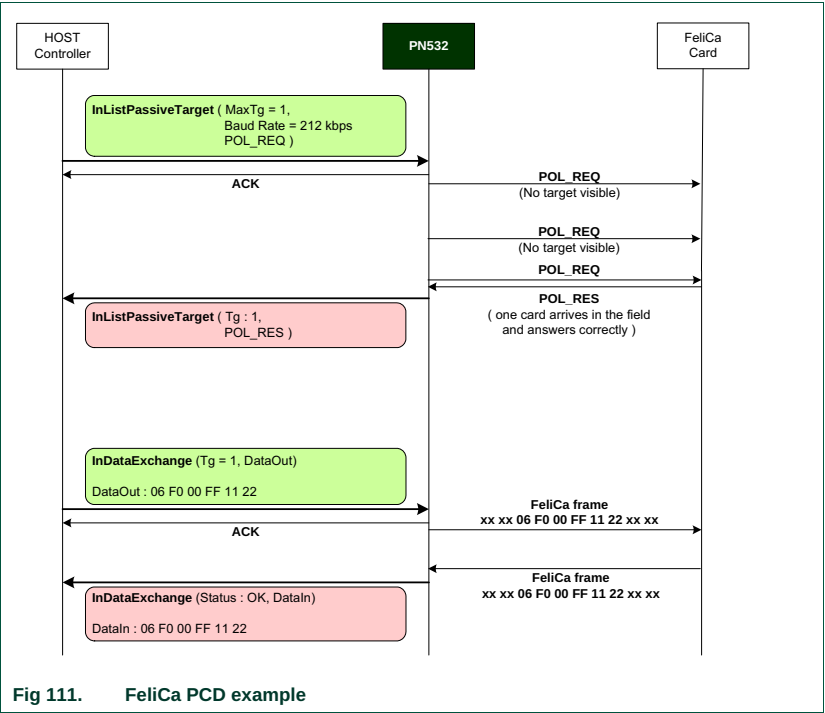 HOST
Controller
PN532
FeliCa
Card
InListPassiveTarget ( MaxTg = 1,
Baud Rate = 212 kbps
POL_REQ )
ACK
POL_REQ
(No target visible)
POL_REQ
(No target visible)
POL_REQ
POL_RES
( one card arrives in the field
and answers correctly )
InListPassiveTarget ( Tg : 1,
POL_RES )
InDataExchange (Tg = 1, DataOut)
DataOut : 06 F0 00 FF 11 22
FeliCa frame
xx xx 06 F0 00 FF 11 22 xx xx
ACK
FeliCa frame
xx xx 06 F0 00 FF 11 22 xx xx
InDataExchange (Status : OK, DataIn)
DataIn : 06 F0 00 FF 11 22
Fig 111. FeliCa PCD example